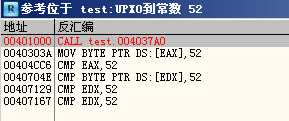 R 参考位于 test:UPX0到常数 52
地址 反汇编
00401000 CALL test.004037A0
0040303A MOV BYTE PTR DS:[EAX],52
00404CC6 CMP EAX,52
0040704E CMP BYTE PTR DS:[EDX],52
00407129 CMP EDX,52
00407167 CMP EDX,52